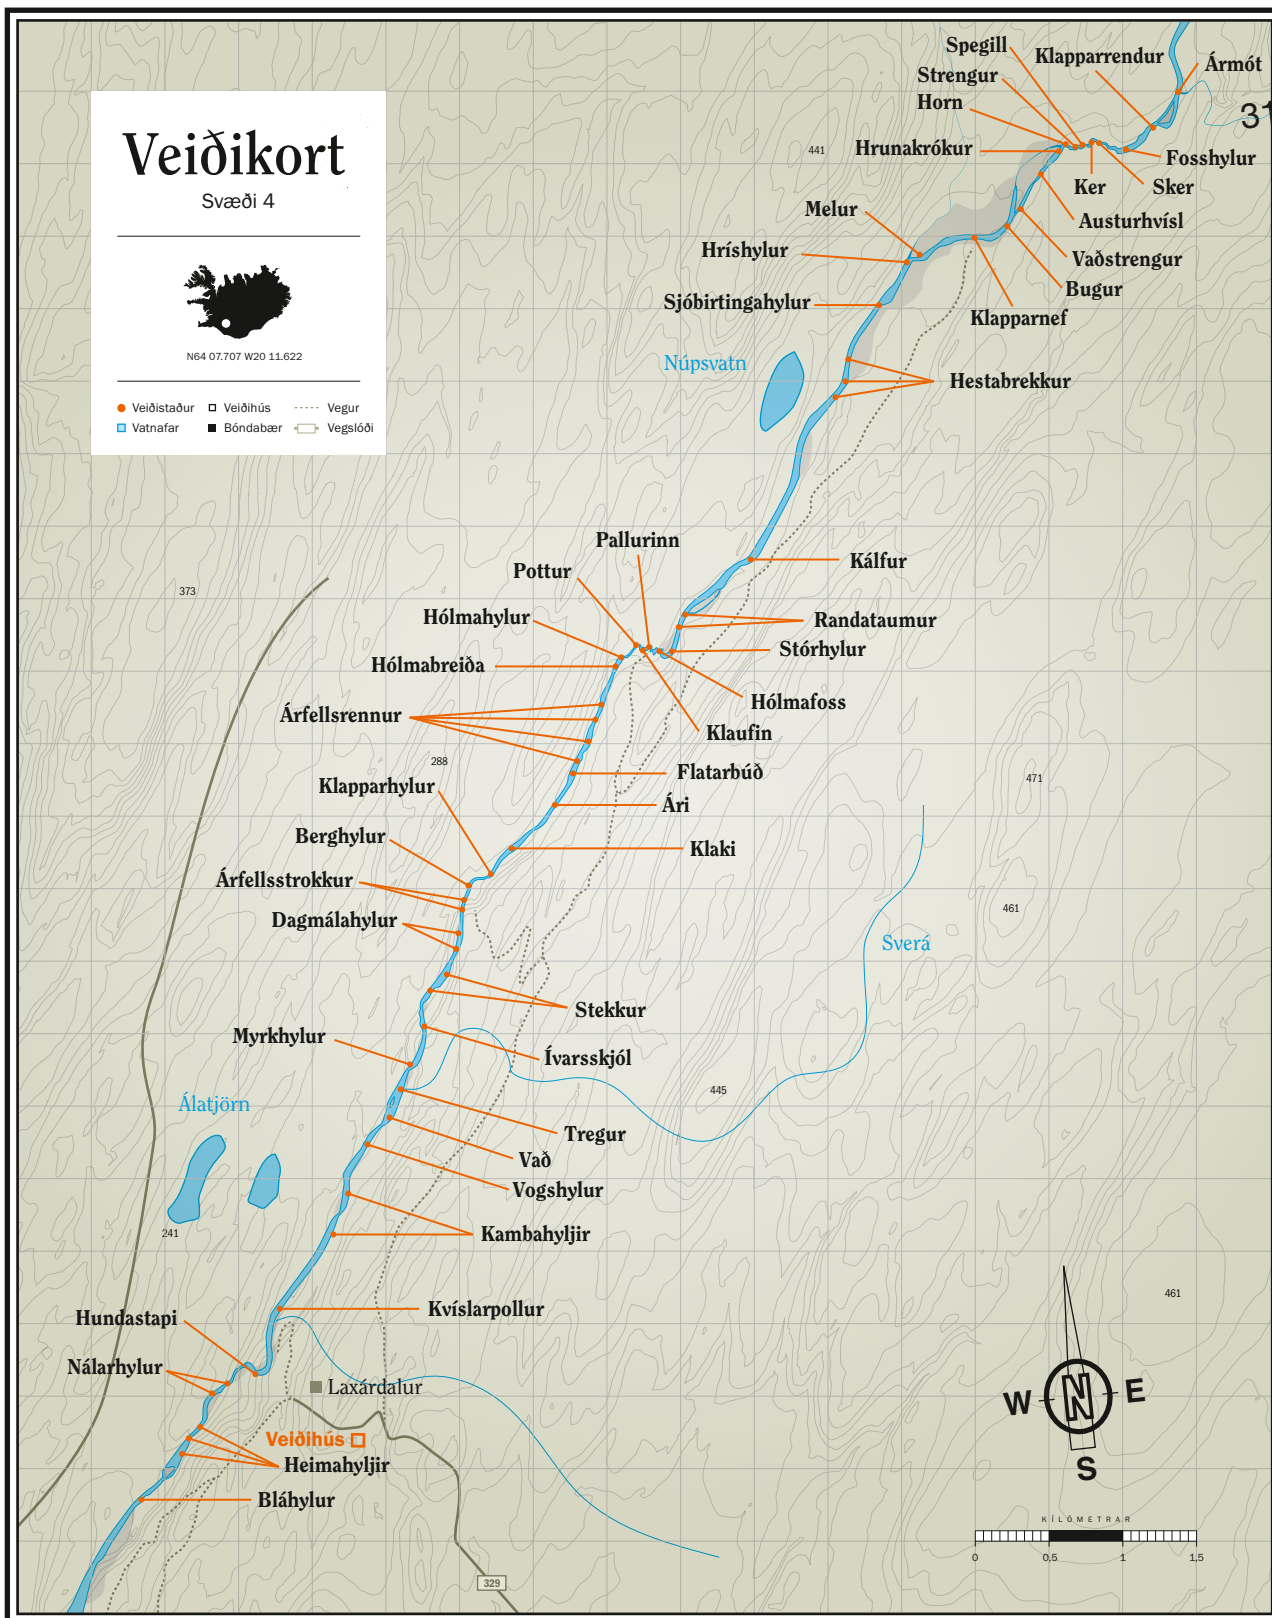 Veiðikort
Svæði 4
N64 07.707 W20 11.622
Veiðistaður
Veiðihús
Vegur
Vatnafar
Bóndabær
Vegslóði
Spegill
Klapparrendur
Ármót
Strengur
Horn
31
Hrunakrókur
441
Fosshylur
Ker
Sker
Melur
Austurhvísl
Hríshylur
Vaðstrengur
Bugur
Sjóbirtingahylur
Klapparnef
Núpsvatn
Hestabrekkur
Pallurinn
Kálfur
Pottur
373
Hólmahylur
Randataumur
Stórhylur
Hólmabreiða
Hólmafoss
Árfellsrennur
Klaufin
288
Flatarbúð
471
Klapparhylur
Ári
Berghylur
Klaki
Árfellsstrokkur
461
Dagmálahylur
Sverá
Stekkur
Myrkhylur
Ívarsskjól
445
Álatjörn
Tregur
Vað
Vogshylur
241
Kambahyljir
461
Kvíslarpollur
Hundastapi
Nálarhylur
Laxárdalur
N
W
E
S
Veiðihús
Heimahyljir
Bláhylur
KÍLÓMETRAR
0
0,5
1
1,5
329